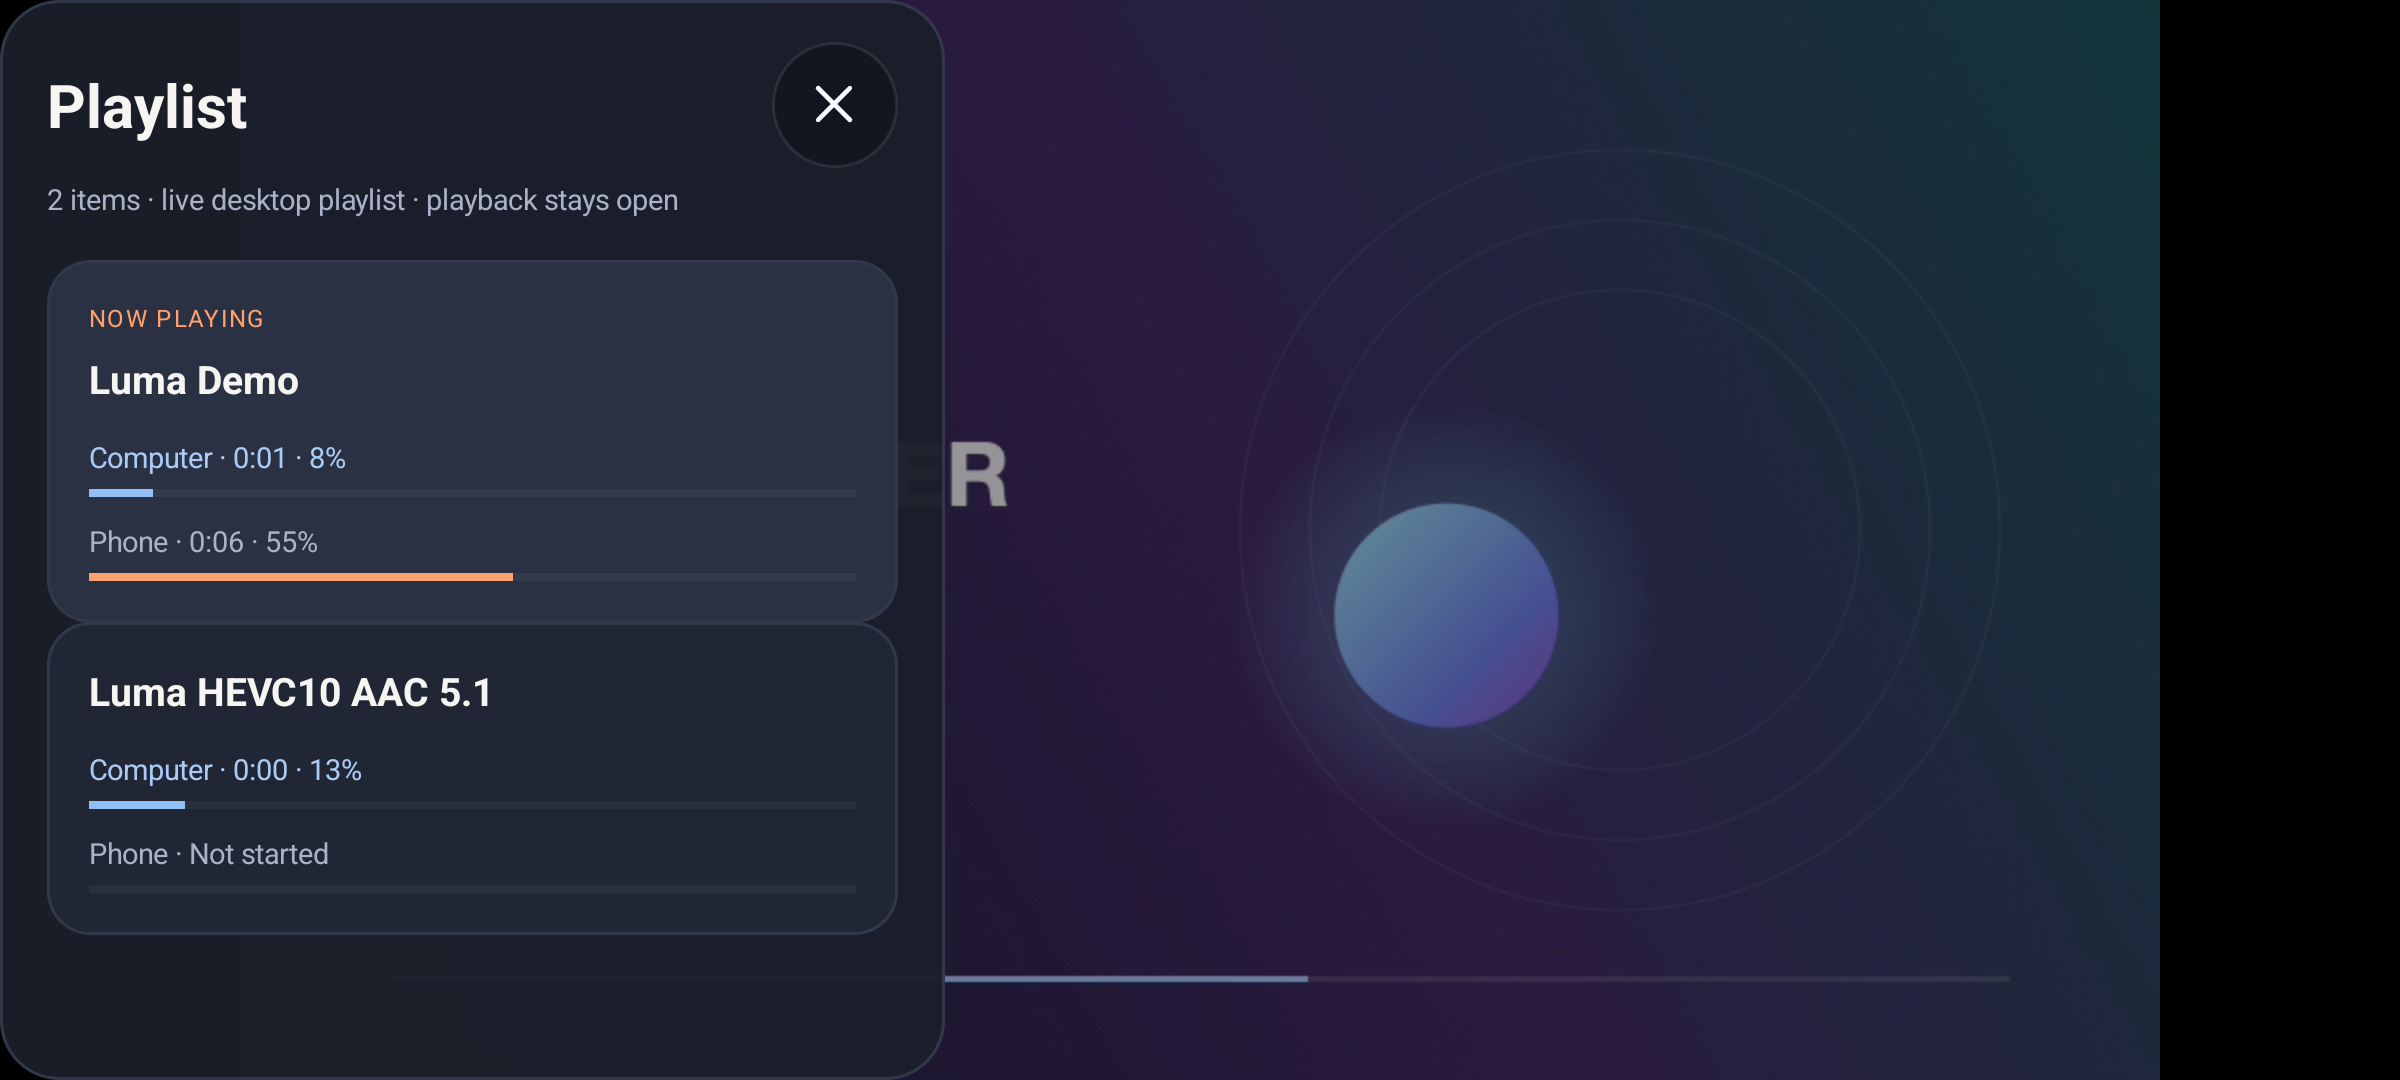 Playlist
2 items · live desktop playlist · playback stays open
NOW PLAYING
Luma Demo
Computer · 0:01 · 8%
Phone · 0:06 · 55%
ER
Luma HEVC10 AAC 5.1
Computer · 0:00 · 13%
Phone · Not started